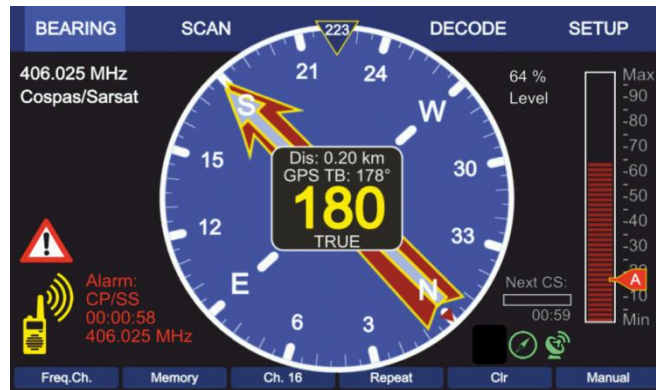 BEARING SCAN DECODE SETUP
223
406.025 MHz
Cospas/Sarsat
64 %
Level
Max
-90
-80
-70
-60
-50
-40
-30
-20
-10
Min
A
21 24
S W
15 30
12 33
E N
6 3
Dis: 0.20 km
GPS TB: 178°
180
TRUE
Alarm:
CP/SS
00:00:58
406.025 MHz
Next CS:
00:59
Freq.Ch. Memory Ch. 16 Repeat Clr Manual